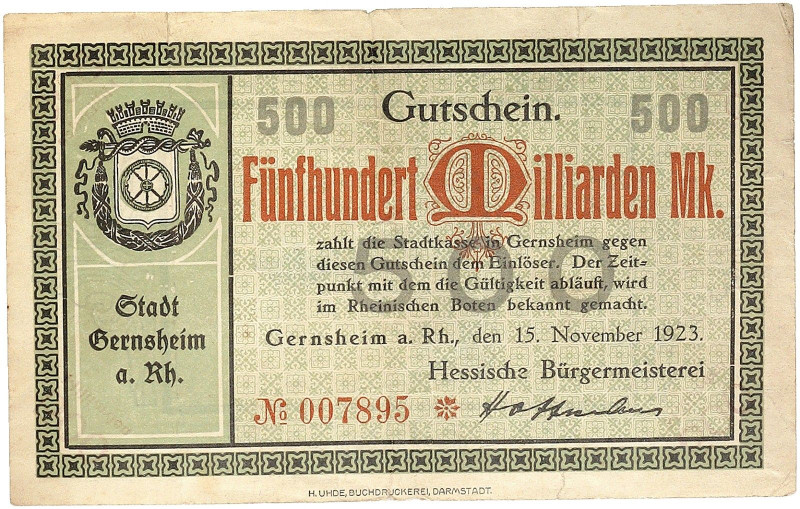 500 Gutschein. 500
Fünfhundert Milliarden Mk.
500
zahlt die Stadtkasse in Gernsheim gegen
diesen Gutschein dem Einlöser. Der Zeit-
punkt mit dem die Gültigkeit abläuft, wird
im Rheinischen Boten bekannt gemacht.
Gernsheim a. Rh., den 15. November 1923.
Hessische Bürgermeisterei
№ 007895
Stadt
Gernsheim
a. Rh.
H. UHDE, BUCHDRUCKEREI, DARMSTADT.